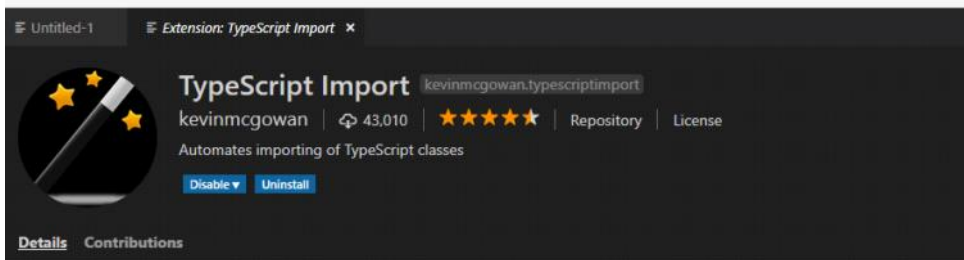 Untitled-1 Extension: TypeScript Import ×
TypeScript Import kevinmcgowan.typescriptimport
kevinmcgowan | 43,010 | Repository | License
Automates importing of TypeScript classes
Disable ▾ Uninstall
Details Contributions